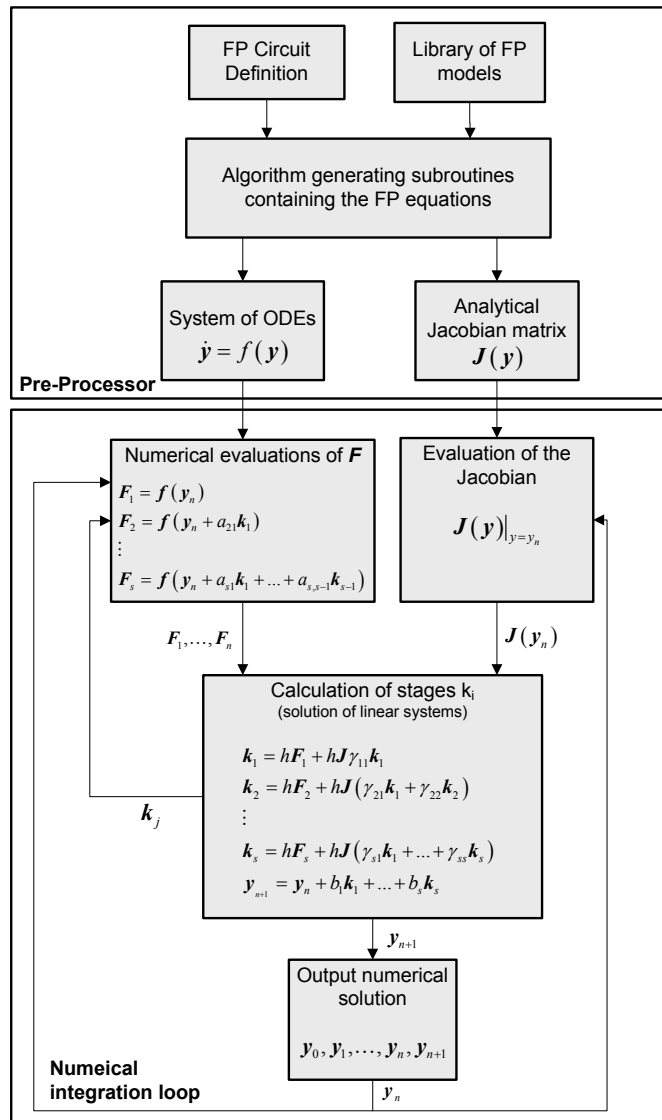 FP Circuit
Definition
Library of FP
models
Algorithm generating subroutines
containing the FP equations
System of ODEs
ẏ = f(y)
Analytical
Jacobian matrix
J(y)
Pre-Processor
Numerical evaluations of F
F₁ = f(yₙ)
F₂ = f(yₙ + a₂₁k₁)
⋮
Fₛ = f(yₙ + aₛ₁k₁ + ... + aₛ,ₛ₋₁kₛ₋₁)
Evaluation of the
Jacobian
J(y)|_{y=yₙ}
F₁,…,Fₙ
J(yₙ)
Calculation of stages kᵢ
(solution of linear systems)
k₁ = hF₁ + hJγ₁₁k₁
k₂ = hF₂ + hJ(γ₂₁k₁ + γ₂₂k₂)
⋮
kₛ = hFₛ + hJ(γₛ₁k₁ + ... + γₛₛkₛ)
yₙ₊₁ = yₙ + b₁k₁ + ... + bₛkₛ
kⱼ
yₙ₊₁
Output numerical
solution
y₀, y₁,…, yₙ, yₙ₊₁
Numeical
integration loop
yₙ